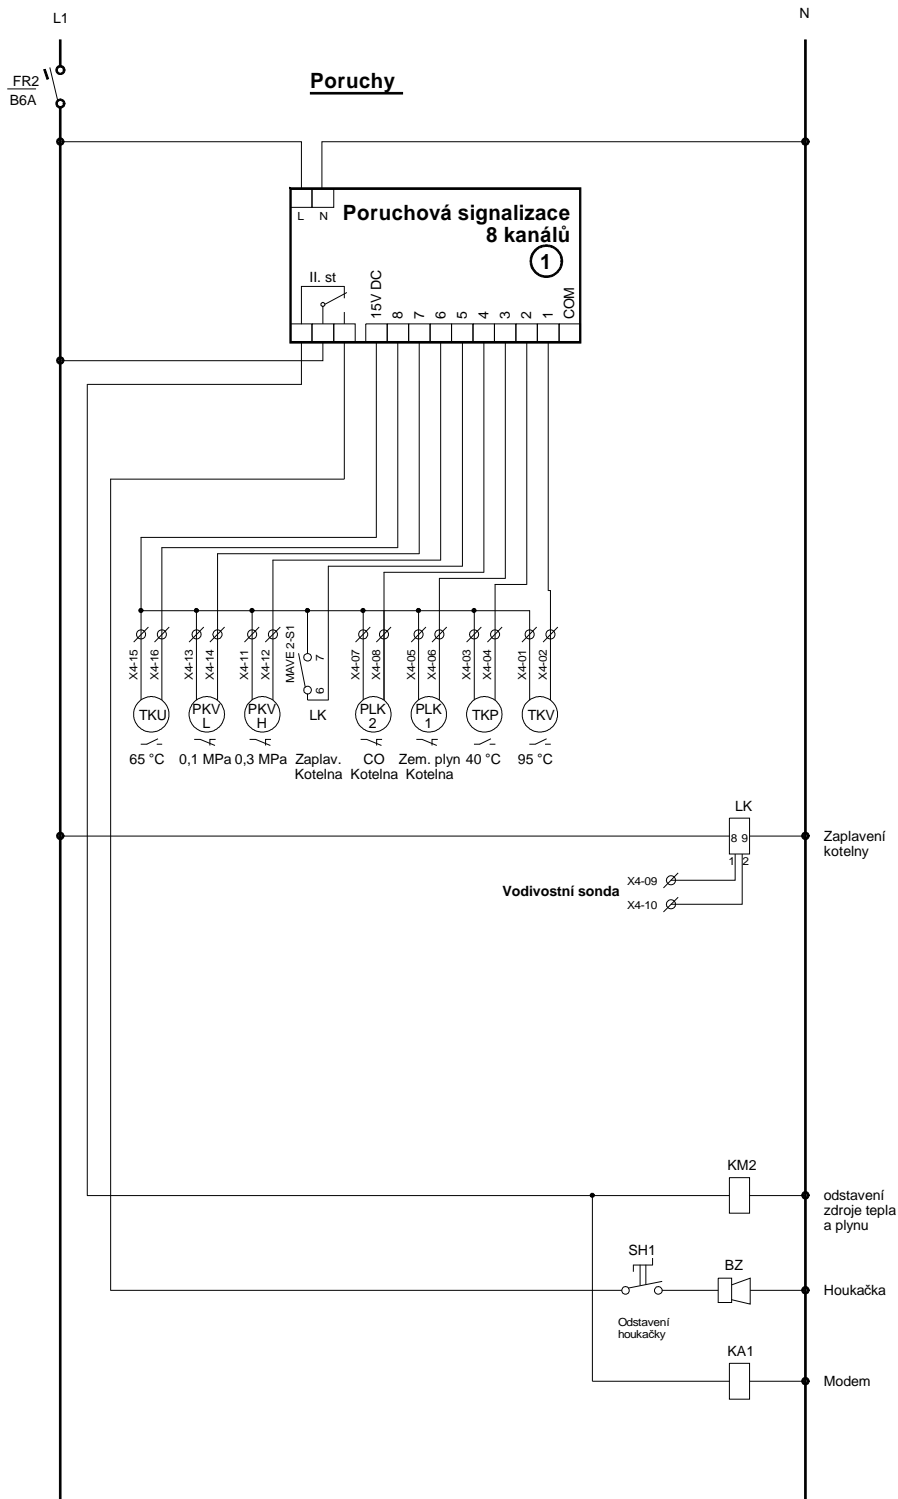 L1
N
FR2
B6A
Poruchy
L N
Poruchová signalizace
8 kanálů
1
II. st
15V DC
8
7
6
5
4
3
2
1
COM
X4-15
X4-16
X4-13
X4-14
X4-11
X4-12
MAVE 2-S1
7
6
X4-07
X4-08
X4-05
X4-06
X4-03
X4-04
X4-01
X4-02
TKU
PKV
L
PKV
H
LK
PLK
2
PLK
1
TKP
TKV
65 °C
0,1 MPa
0,3 MPa
Zaplav.
Kotelna
CO
Kotelna
Zem. plyn
Kotelna
40 °C
95 °C
LK
8 9
1 2
Zaplavení
kotelny
Vodivostní sonda
X4-09
X4-10
KM2
odstavení
zdroje tepla
a plynu
SH1
BZ
Houkačka
Odstavení
houkačky
KA1
Modem